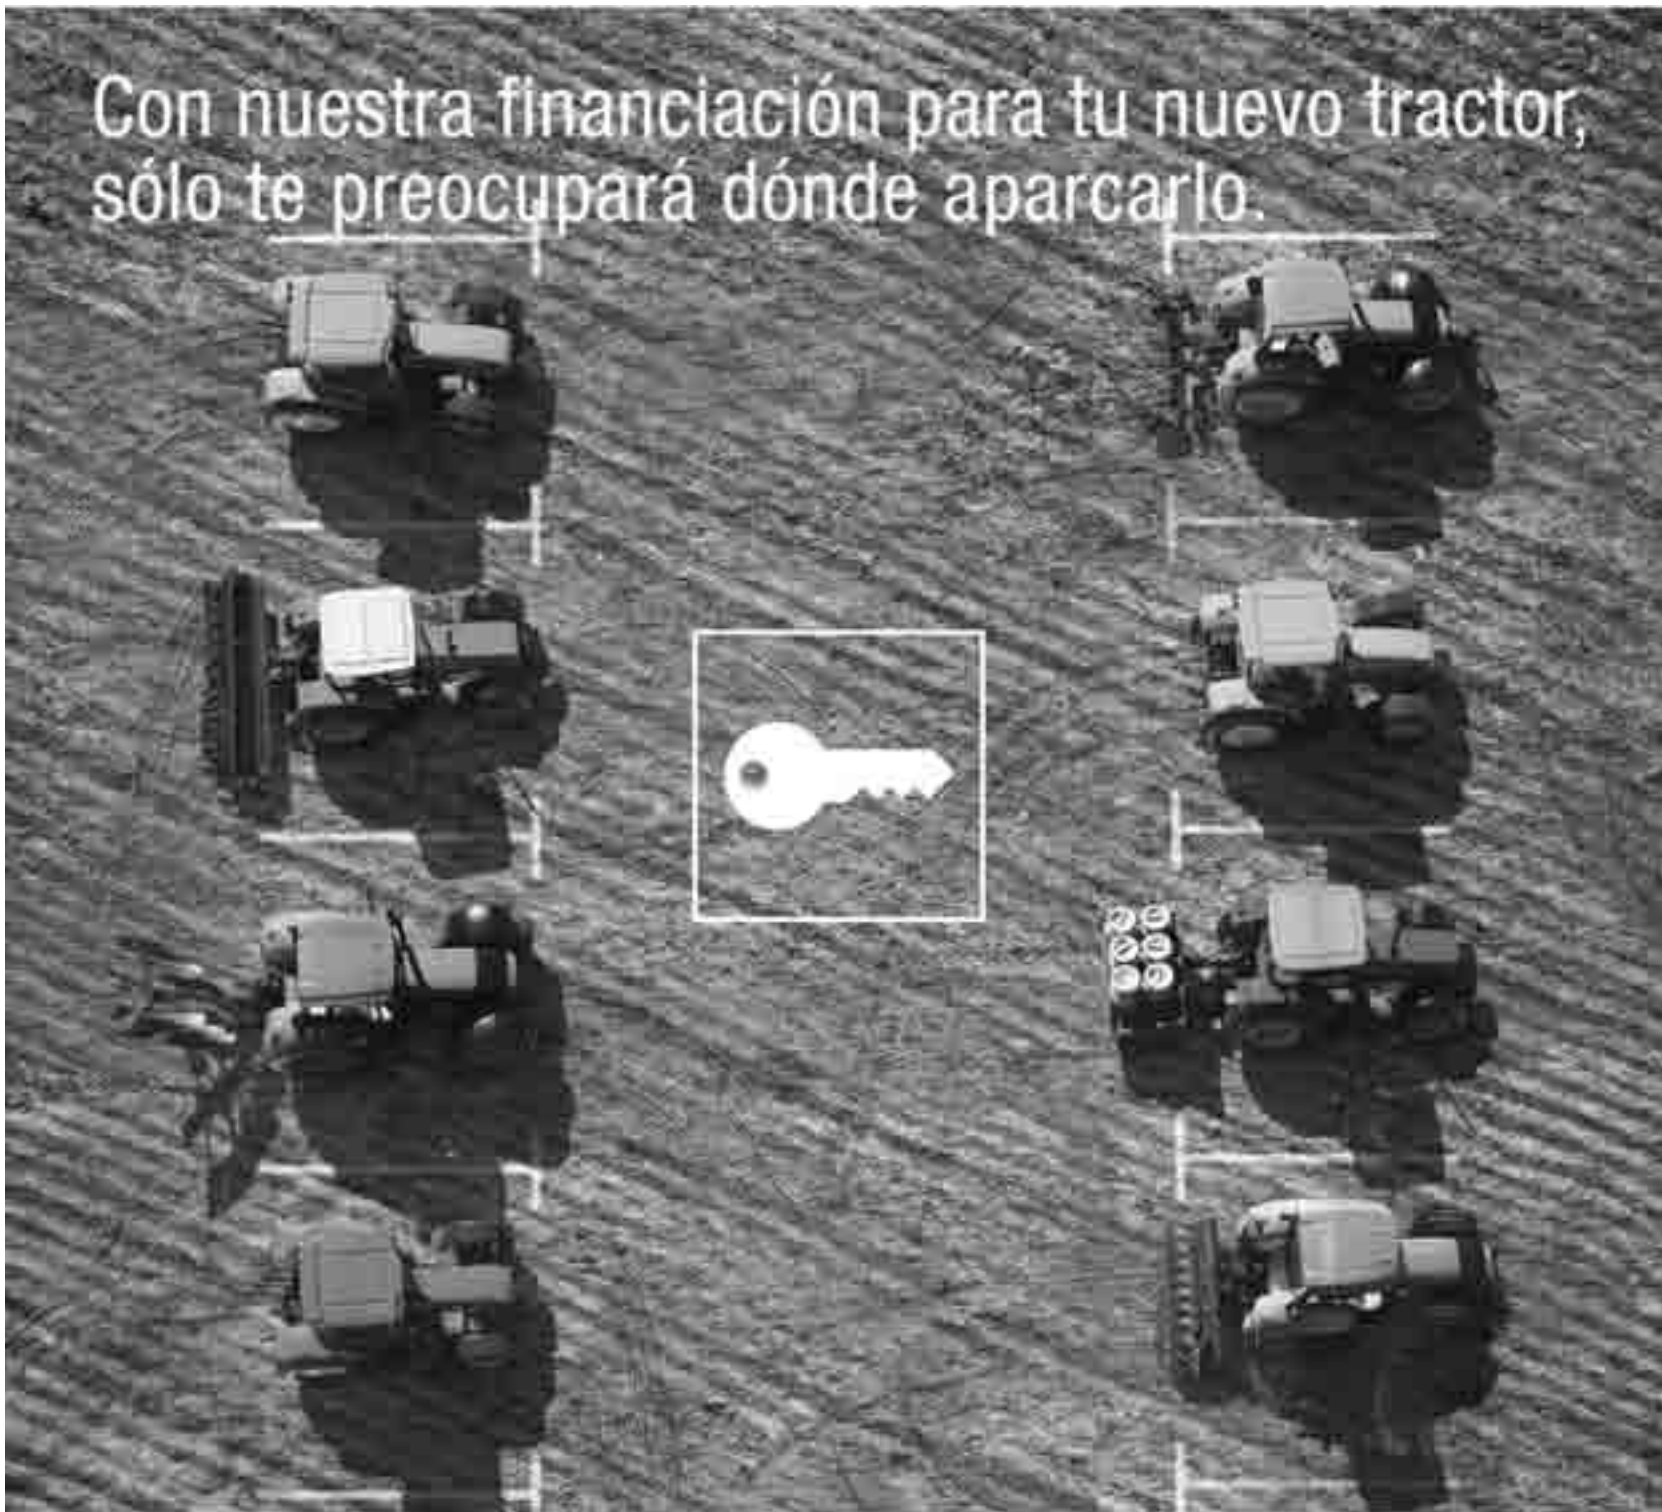 Con nuestra financiación para tu nuevo tractor,
sólo te preocupará dónde aparcarlo.